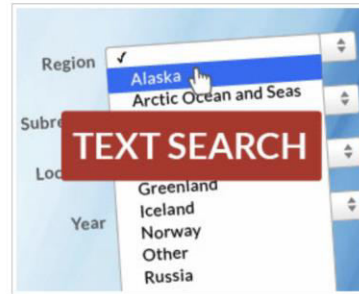 Region
✓
Alaska
Arctic Ocean and Seas
Subre
TEXT SEARCH
Loc
Greenland
Iceland
Year
Norway
Other
Russia